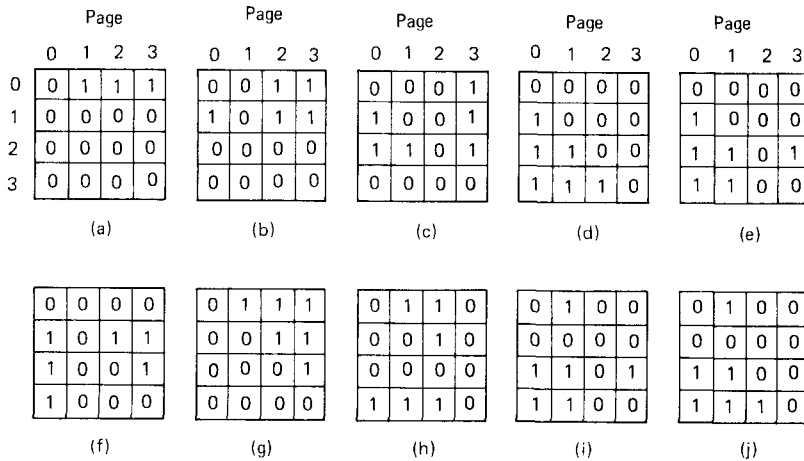 Page Page Page Page Page
0 1 2 3 0 1 2 3 0 1 2 3 0 1 2 3 0 1 2 3
0 0 1 1 1 0 0 1 1 0 0 0 1 0 0 0 0 0 0 0 0
1 0 0 0 0 1 0 1 1 1 0 0 1 1 0 0 0 1 0 0 0
2 0 0 0 0 0 0 0 0 1 1 0 1 1 1 0 0 1 1 0 1
3 0 0 0 0 0 0 0 0 0 0 0 0 1 1 1 0 1 1 0 0
(a) (b) (c) (d) (e)
0 0 0 0 0 1 1 1 0 1 1 0 0 1 0 0 0 1 0 0
1 0 1 1 0 0 1 1 0 0 1 0 0 0 0 0 0 0 0 0
1 0 0 1 0 0 0 1 0 0 0 0 1 1 0 1 1 1 0 0
1 0 0 0 0 0 0 0 1 1 1 0 1 1 0 0 1 1 1 0
(f) (g) (h) (i) (j)